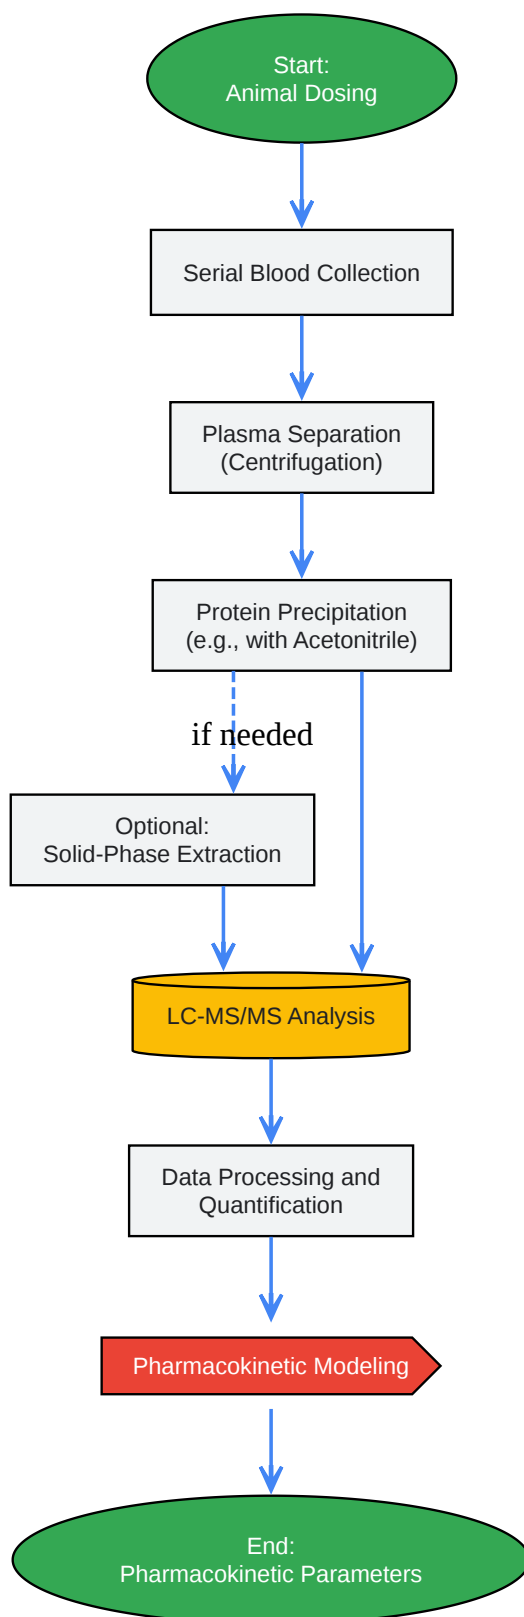 Start:
Animal Dosing
Serial Blood Collection
Plasma Separation
(Centrifugation)
Protein Precipitation
(e.g., with Acetonitrile)
if needed
Optional:
Solid-Phase Extraction
LC-MS/MS Analysis
Data Processing and
Quantification
Pharmacokinetic Modeling
End:
Pharmacokinetic Parameters